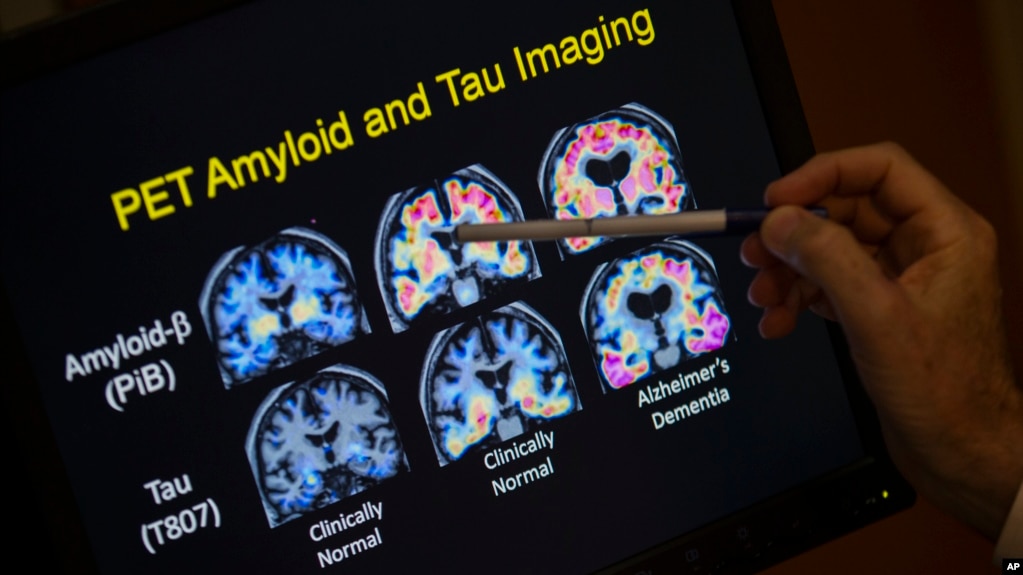 PET Amyloid and Tau Imaging
Amyloid-β
(PiB)
Tau
(T807)
Clinically
Normal
Clinically
Normal
Alzheimer's
Dementia
AP